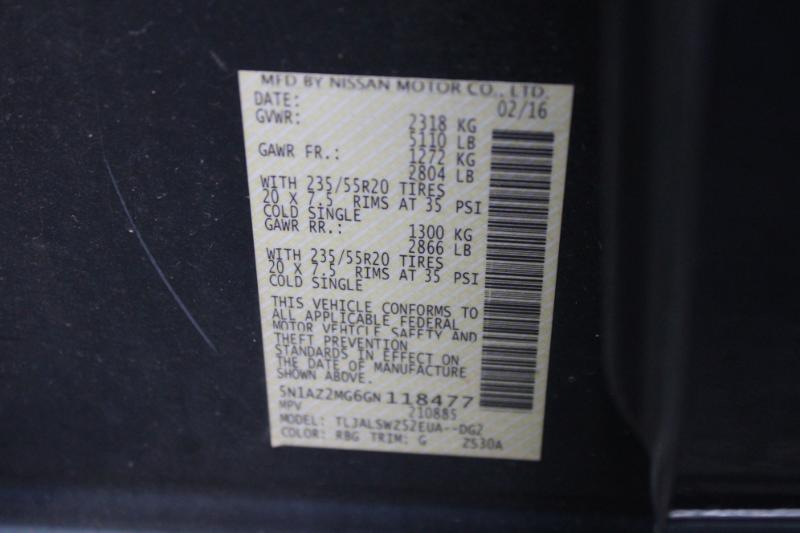 MFD BY NISSAN MOTOR CO., LTD.
DATE: 02/16
GVWR: 2318 KG
5110 LB
GAWR FR.: 1272 KG
2804 LB
WITH 235/55R20 TIRES
20 X 7.5 RIMS AT 35 PSI
COLD SINGLE
GAWR RR.: 1300 KG
2866 LB
WITH 235/55R20 TIRES
20 X 7.5 RIMS AT 35 PSI
COLD SINGLE
THIS VEHICLE CONFORMS TO
ALL APPLICABLE FEDERAL
MOTOR VEHICLE SAFETY AND
THEFT PREVENTION
STANDARDS IN EFFECT ON
THE DATE OF MANUFACTURE
SHOWN ABOVE.
5N1AZ2MG6GN118477
MPV 210885
MODEL: TLJALSWZ52EUA--DG2
COLOR: RBG TRIM: G Z530A